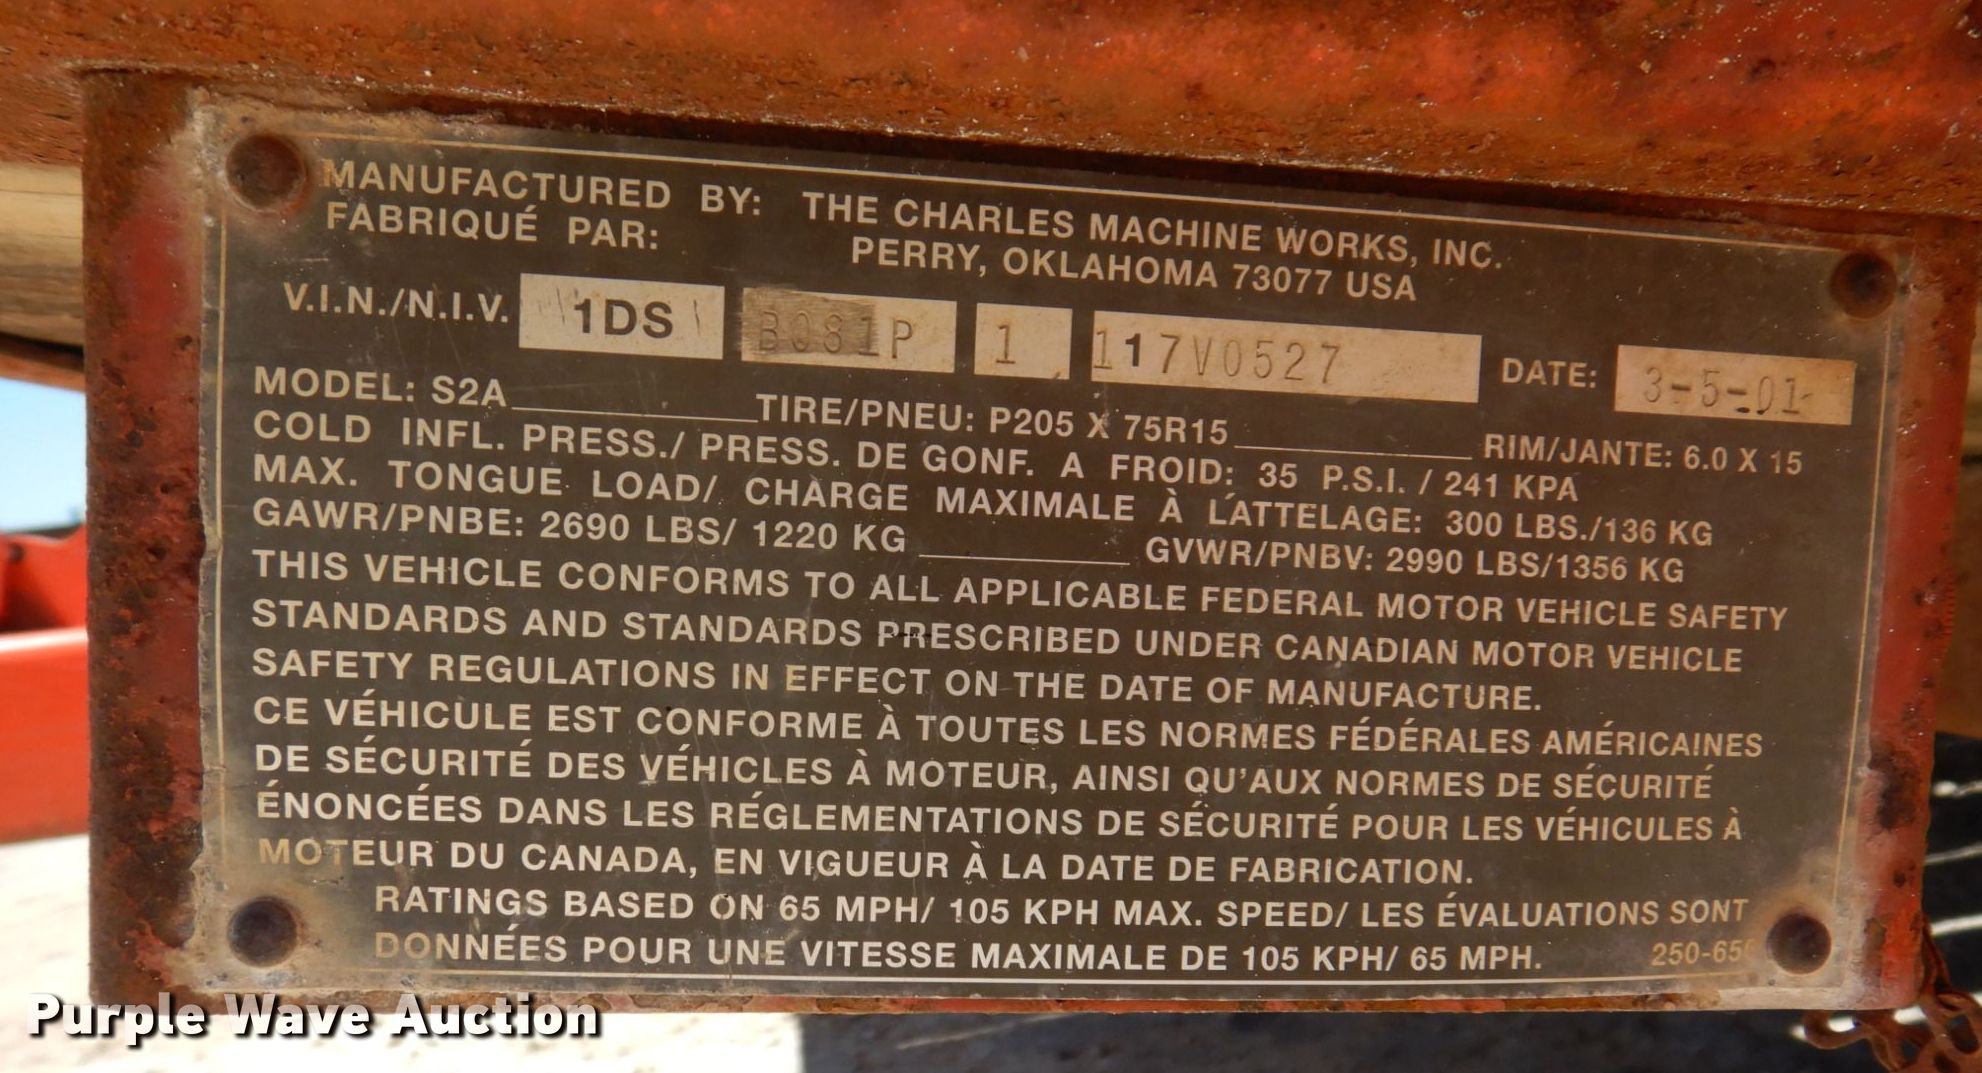 MANUFACTURED BY: THE CHARLES MACHINE WORKS, INC.
FABRIQUÉ PAR: PERRY, OKLAHOMA 73077 USA
V.I.N./N.I.V. 1DS 1 117V0527 DATE: 3-5-01
MODEL: S2A TIRE/PNEU: P205 X 75R15 RIM/JANTE: 6.0 X 15
COLD INFL. PRESS./ PRESS. DE GONF. A FROID: 35 P.S.I. / 241 KPA
MAX. TONGUE LOAD/ CHARGE MAXIMALE À L'ATTELAGE: 300 LBS./136 KG
GAWR/PNBE: 2690 LBS/ 1220 KG GVWR/PNBV: 2990 LBS/1356 KG
THIS VEHICLE CONFORMS TO ALL APPLICABLE FEDERAL MOTOR VEHICLE SAFETY
STANDARDS AND STANDARDS PRESCRIBED UNDER CANADIAN MOTOR VEHICLE
SAFETY REGULATIONS IN EFFECT ON THE DATE OF MANUFACTURE.
CE VÉHICULE EST CONFORME À TOUTES LES NORMES FÉDÉRALES AMÉRICAINES
DE SÉCURITÉ DES VÉHICLES À MOTEUR, AINSI QU'AUX NORMES DE SÉCURITÉ
ÉNONCÉES DANS LES RÉGLEMENTATIONS DE SÉCURITÉ POUR LES VÉHICULES À
MOTEUR DU CANADA, EN VIGUEUR À LA DATE DE FABRICATION.
RATINGS BASED ON 65 MPH/ 105 KPH MAX. SPEED/ LES ÉVALUATIONS SONT
DONNÉES POUR UNE VITESSE MAXIMALE DE 105 KPH/ 65 MPH.
Purple Wave Auction